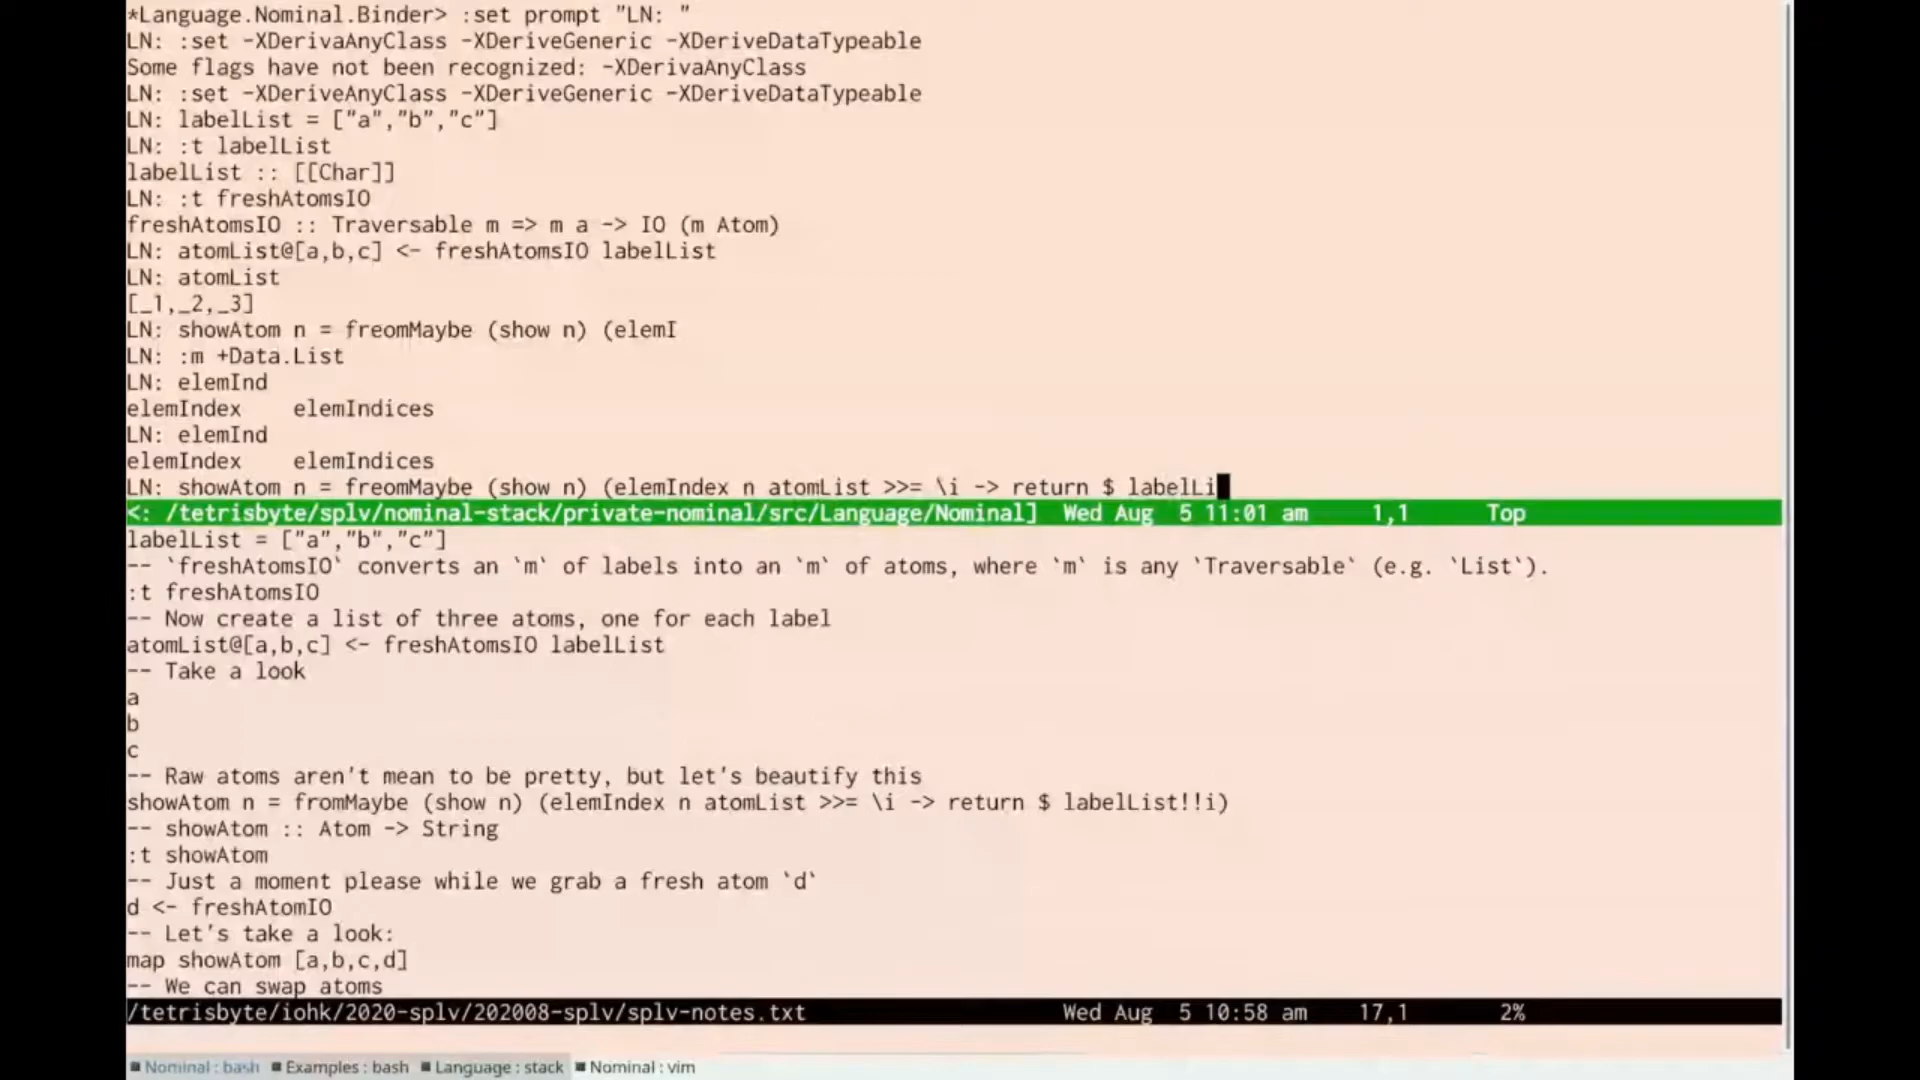 *Language.Nominal.Binder> :set prompt "LN: "
LN: :set -XDerivaAnyClass -XDeriveGeneric -XDeriveDataTypeable
Some flags have not been recognized: -XDerivaAnyClass
LN: :set -XDeriveAnyClass -XDeriveGeneric -XDeriveDataTypeable
LN: labelList = ["a","b","c"]
LN: :t labelList
labelList :: [[Char]]
LN: :t freshAtomsIO
freshAtomsIO :: Traversable m => m a -> IO (m Atom)
LN: atomList@[a,b,c] <- freshAtomsIO labelList
LN: atomList
[_1,_2,_3]
LN: showAtom n = freomMaybe (show n) (elemI
LN: :m +Data.List
LN: elemInd
elemIndex    elemIndices
LN: elemInd
elemIndex    elemIndices
LN: showAtom n = freomMaybe (show n) (elemIndex n atomList >>= \i -> return $ labelLi
<: /tetrisbyte/splv/nominal-stack/private-nominal/src/Language/Nominal]  Wed Aug  5 11:01 am     1,1      Top
labelList = ["a","b","c"]
-- `freshAtomsIO` converts an `m` of labels into an `m` of atoms, where `m` is any `Traversable` (e.g. `List`).
:t freshAtomsIO
-- Now create a list of three atoms, one for each label
atomList@[a,b,c] <- freshAtomsIO labelList
-- Take a look
a
b
c
-- Raw atoms aren't mean to be pretty, but let's beautify this
showAtom n = fromMaybe (show n) (elemIndex n atomList >>= \i -> return $ labelList!!i)
-- showAtom :: Atom -> String
:t showAtom
-- Just a moment please while we grab a fresh atom `d`
d <- freshAtomIO
-- Let's take a look:
map showAtom [a,b,c,d]
-- We can swap atoms
/tetrisbyte/iohk/2020-splv/202008-splv/splv-notes.txt                    Wed Aug  5 10:58 am    17,1       2%
Nominal : bash  Examples : bash  Language : stack  Nominal : vim